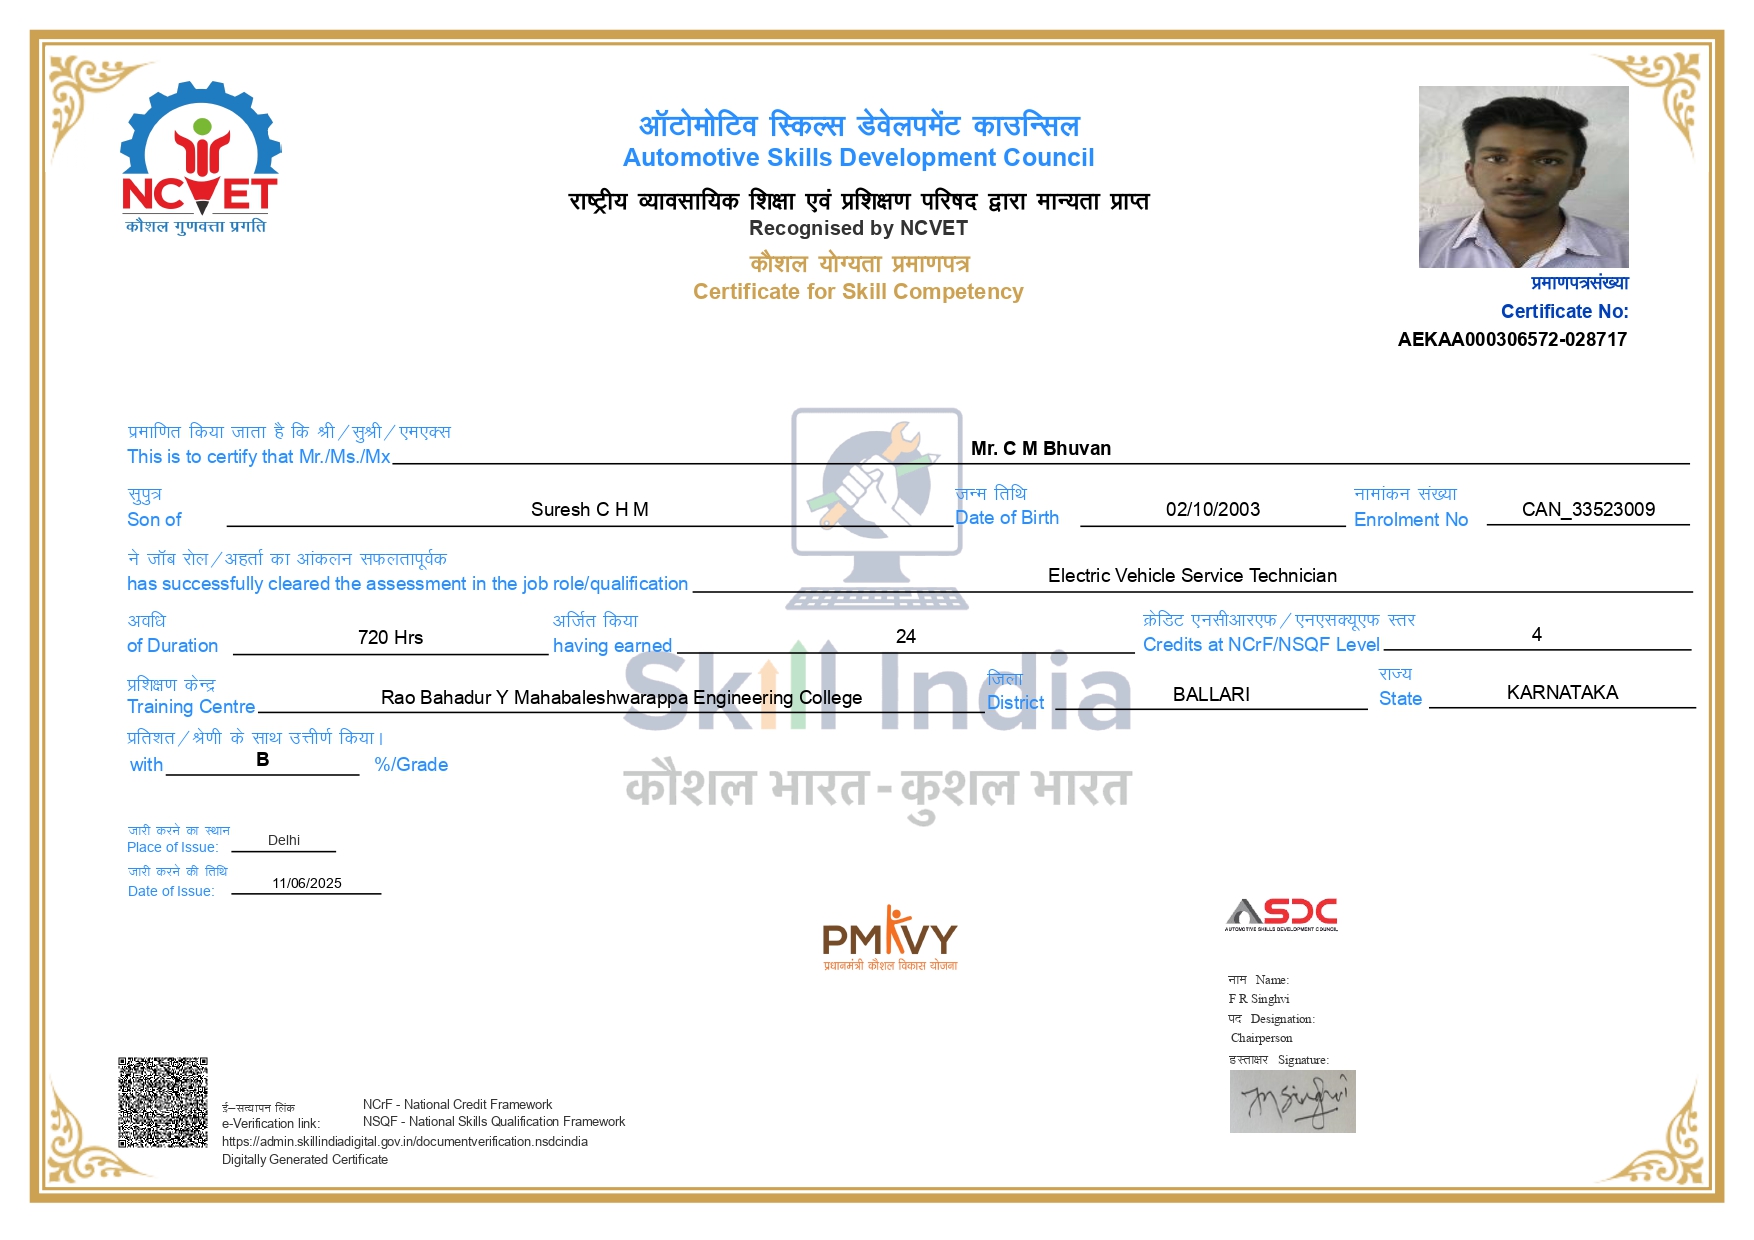 NCVET
कौशल गुणवत्ता प्रगति
ऑटोमोटिव स्किल्स डेवेलपमेंट काउन्सिल
Automotive Skills Development Council
राष्ट्रीय व्यावसायिक शिक्षा एवं प्रशिक्षण परिषद द्वारा मान्यता प्राप्त
Recognised by NCVET
कौशल योग्यता प्रमाणपत्र
Certificate for Skill Competency
प्रमाणपत्रसंख्या
Certificate No:
AEKAA000306572-028717
प्रमाणित किया जाता है कि श्री/सुश्री/एमएक्स
This is to certify that Mr./Ms./Mx Mr. C M Bhuvan
सुपुत्र जन्म तिथि नामांकन संख्या
Son of Suresh C H M Date of Birth 02/10/2003 Enrolment No CAN_33523009
ने जॉब रोल/अहर्ता का आंकलन सफलतापूर्वक
has successfully cleared the assessment in the job role/qualification Electric Vehicle Service Technician
अवधि अर्जित किया क्रेडिट एनसीआरएफ/एनएसक्यूएफ स्तर
of Duration 720 Hrs having earned 24 Credits at NCrF/NSQF Level 4
प्रशिक्षण केन्द्र जिला राज्य
Training Centre Rao Bahadur Y Mahabaleshwarappa Engineering College District BALLARI State KARNATAKA
Skill India
प्रतिशत/श्रेणी के साथ उत्तीर्ण किया।
with B %/Grade
कौशल भारत - कुशल भारत
जारी करने का स्थान
Place of Issue: Delhi
जारी करने की तिथि
Date of Issue: 11/06/2025
PMKVY
प्रधानमंत्री कौशल विकास योजना
ASDC
AUTOMOTIVE SKILLS DEVELOPMENT COUNCIL
नाम Name:
F R Singhvi
पद Designation:
Chairperson
हस्ताक्षर Signature:
ई–सत्यापन लिंक NCrF - National Credit Framework
e-Verification link: NSQF - National Skills Qualification Framework
https://admin.skillindiadigital.gov.in/documentverification.nsdcindia
Digitally Generated Certificate